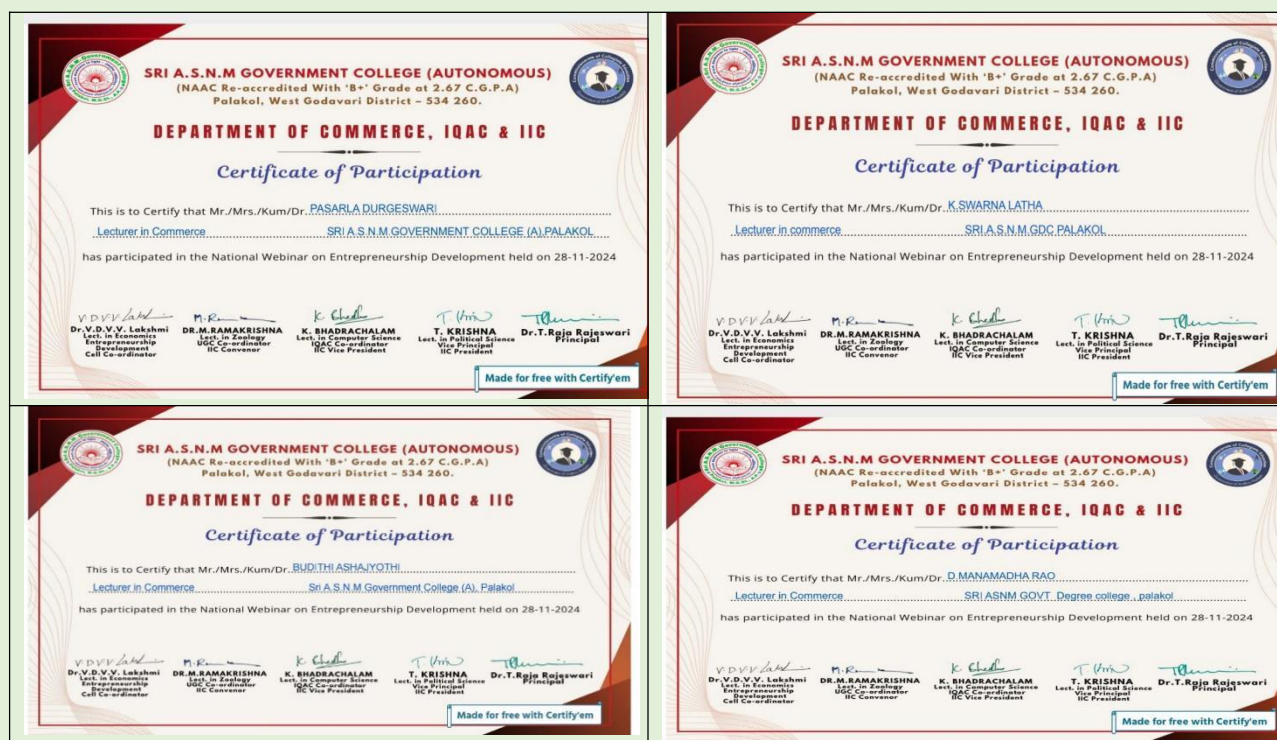 SRI A.S.N.M GOVERNMENT COLLEGE (AUTONOMOUS)
(NAAC Re-accredited With 'B+' Grade at 2.67 C.G.P.A)
Palakol, West Godavari District – 534 260.
DEPARTMENT OF COMMERCE, IQAC & IIC
Certificate of Participation
This is to Certify that Mr./Mrs./Kum/Dr. PASARLA DURGESWARI
Lecturer in Commerce SRI A.S.N.M.GOVERNMENT COLLEGE (A),PALAKOL
has participated in the National Webinar on Entrepreneurship Development held on 28-11-2024
Dr.V.D.V.V. Lakshmi
Lect. in Economics
Entrepreneurship
Development
Cell Co-ordinator
DR.M.RAMAKRISHNA
Lect. in Zoology
UGC Co-ordinator
IIC Convenor
K. BHADRACHALAM
Lect. in Computer Science
IQAC Co-ordinator
IIC Vice President
T. KRISHNA
Lect. in Political Science
Vice Principal
IIC President
Dr.T.Raja Rajeswari
Principal
Made for free with Certify'em
SRI A.S.N.M GOVERNMENT COLLEGE (AUTONOMOUS)
(NAAC Re-accredited With 'B+' Grade at 2.67 C.G.P.A)
Palakol, West Godavari District – 534 260.
DEPARTMENT OF COMMERCE, IQAC & IIC
Certificate of Participation
This is to Certify that Mr./Mrs./Kum/Dr. K.SWARNA LATHA
Lecturer in commerce SRI.A.S.N.M.GDC PALAKOL
has participated in the National Webinar on Entrepreneurship Development held on 28-11-2024
Dr.V.D.V.V. Lakshmi
Lect. in Economics
Entrepreneurship
Development
Cell Co-ordinator
DR.M.RAMAKRISHNA
Lect. in Zoology
UGC Co-ordinator
IIC Convenor
K. BHADRACHALAM
Lect. in Computer Science
IQAC Co-ordinator
IIC Vice President
T. KRISHNA
Lect. in Political Science
Vice Principal
IIC President
Dr.T.Raja Rajeswari
Principal
Made for free with Certify'em
SRI A.S.N.M GOVERNMENT COLLEGE (AUTONOMOUS)
(NAAC Re-accredited With 'B+' Grade at 2.67 C.G.P.A)
Palakol, West Godavari District – 534 260.
DEPARTMENT OF COMMERCE, IQAC & IIC
Certificate of Participation
This is to Certify that Mr./Mrs./Kum/Dr. BUDITHI ASHAJYOTHI
Lecturer in Commerce Sri A.S.N.M Government College (A), Palakol
has participated in the National Webinar on Entrepreneurship Development held on 28-11-2024
Dr.V.D.V.V. Lakshmi
Lect. in Economics
Entrepreneurship
Development
Cell Co-ordinator
DR.M.RAMAKRISHNA
Lect. in Zoology
UGC Co-ordinator
IIC Convenor
K. BHADRACHALAM
Lect. in Computer Science
IQAC Co-ordinator
IIC Vice President
T. KRISHNA
Lect. in Political Science
Vice Principal
IIC President
Dr.T.Raja Rajeswari
Principal
Made for free with Certify'em
SRI A.S.N.M GOVERNMENT COLLEGE (AUTONOMOUS)
(NAAC Re-accredited With 'B+' Grade at 2.67 C.G.P.A)
Palakol, West Godavari District – 534 260.
DEPARTMENT OF COMMERCE, IQAC & IIC
Certificate of Participation
This is to Certify that Mr./Mrs./Kum/Dr. D.MANAMADHA RAO
Lecturer in Commerce SRI ASNM GOVT Degree college , palakol
has participated in the National Webinar on Entrepreneurship Development held on 28-11-2024
Dr.V.D.V.V. Lakshmi
Lect. in Economics
Entrepreneurship
Development
Cell Co-ordinator
DR.M.RAMAKRISHNA
Lect. in Zoology
UGC Co-ordinator
IIC Convenor
K. BHADRACHALAM
Lect. in Computer Science
IQAC Co-ordinator
IIC Vice President
T. KRISHNA
Lect. in Political Science
Vice Principal
IIC President
Dr.T.Raja Rajeswari
Principal
Made for free with Certify'em